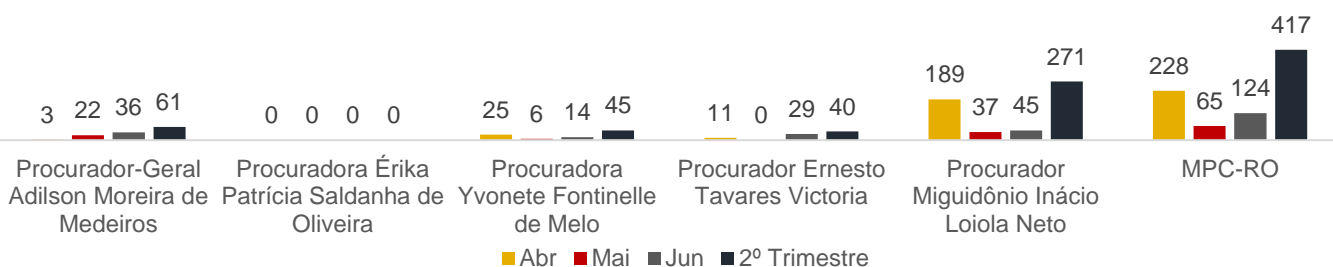 3 22 36 61
0 0 0 0
25 6 14 45
11 0 29 40
189 37 45 271
228 65 124 417
Procurador-Geral
Adilson Moreira de
Medeiros
Procuradora Érika
Patrícia Saldanha de
Oliveira
Procuradora
Yvonete Fontinelle
de Melo
Procurador Ernesto
Tavares Victoria
Procurador
Miguidônio Inácio
Loiola Neto
MPC-RO
Abr Mai Jun 2º Trimestre